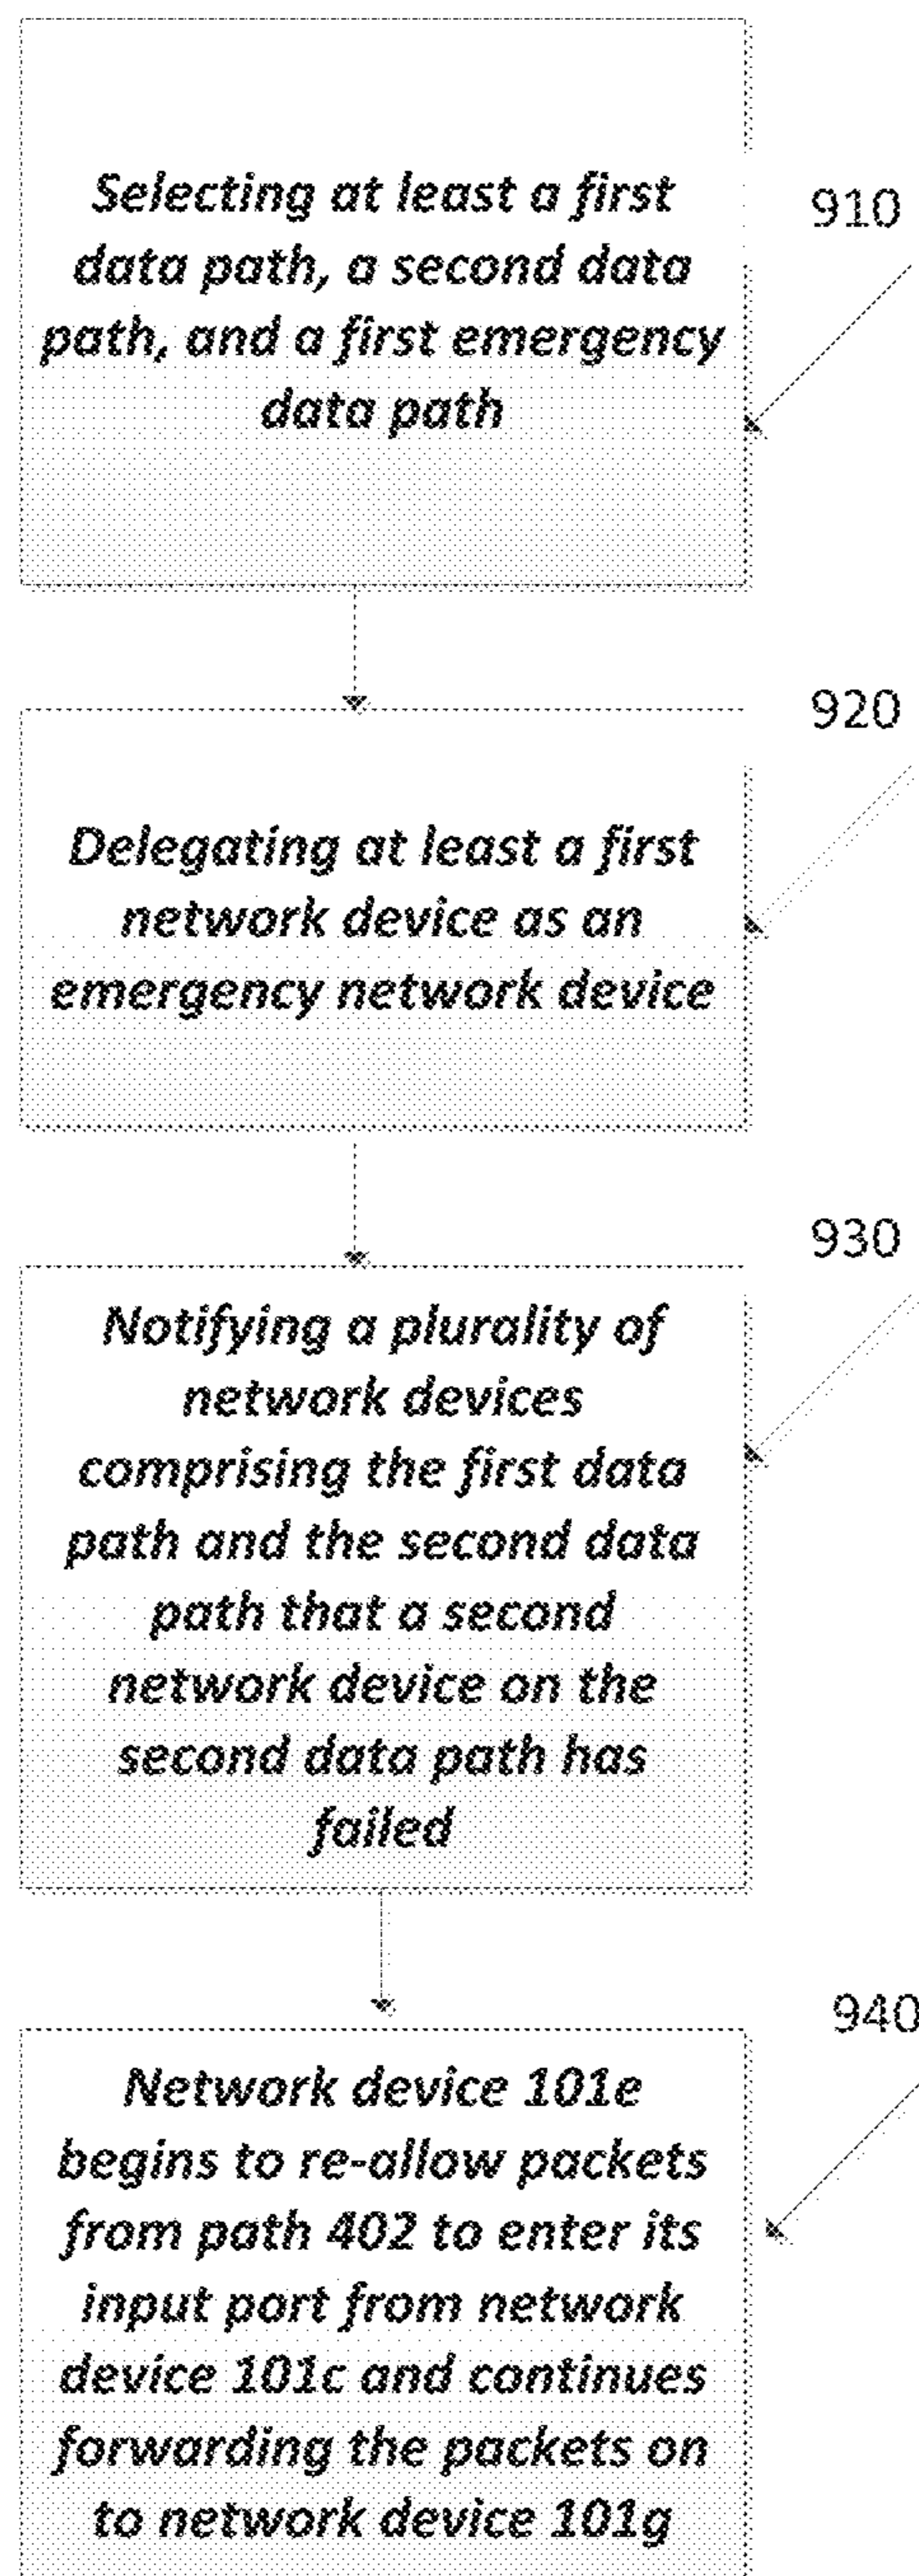 Selecting at least a first
data path, a second data
path, and a first emergency
data path
910
Delegating at least a first
network device as an
emergency network device
920
Notifying a plurality of
network devices
comprising the first data
path and the second data
path that a second
network device on the
second data path has
failed
930
Network device 101e
begins to re-allow packets
from path 402 to enter its
input port from network
device 101c and continues
forwarding the packets on
to network device 101g
940